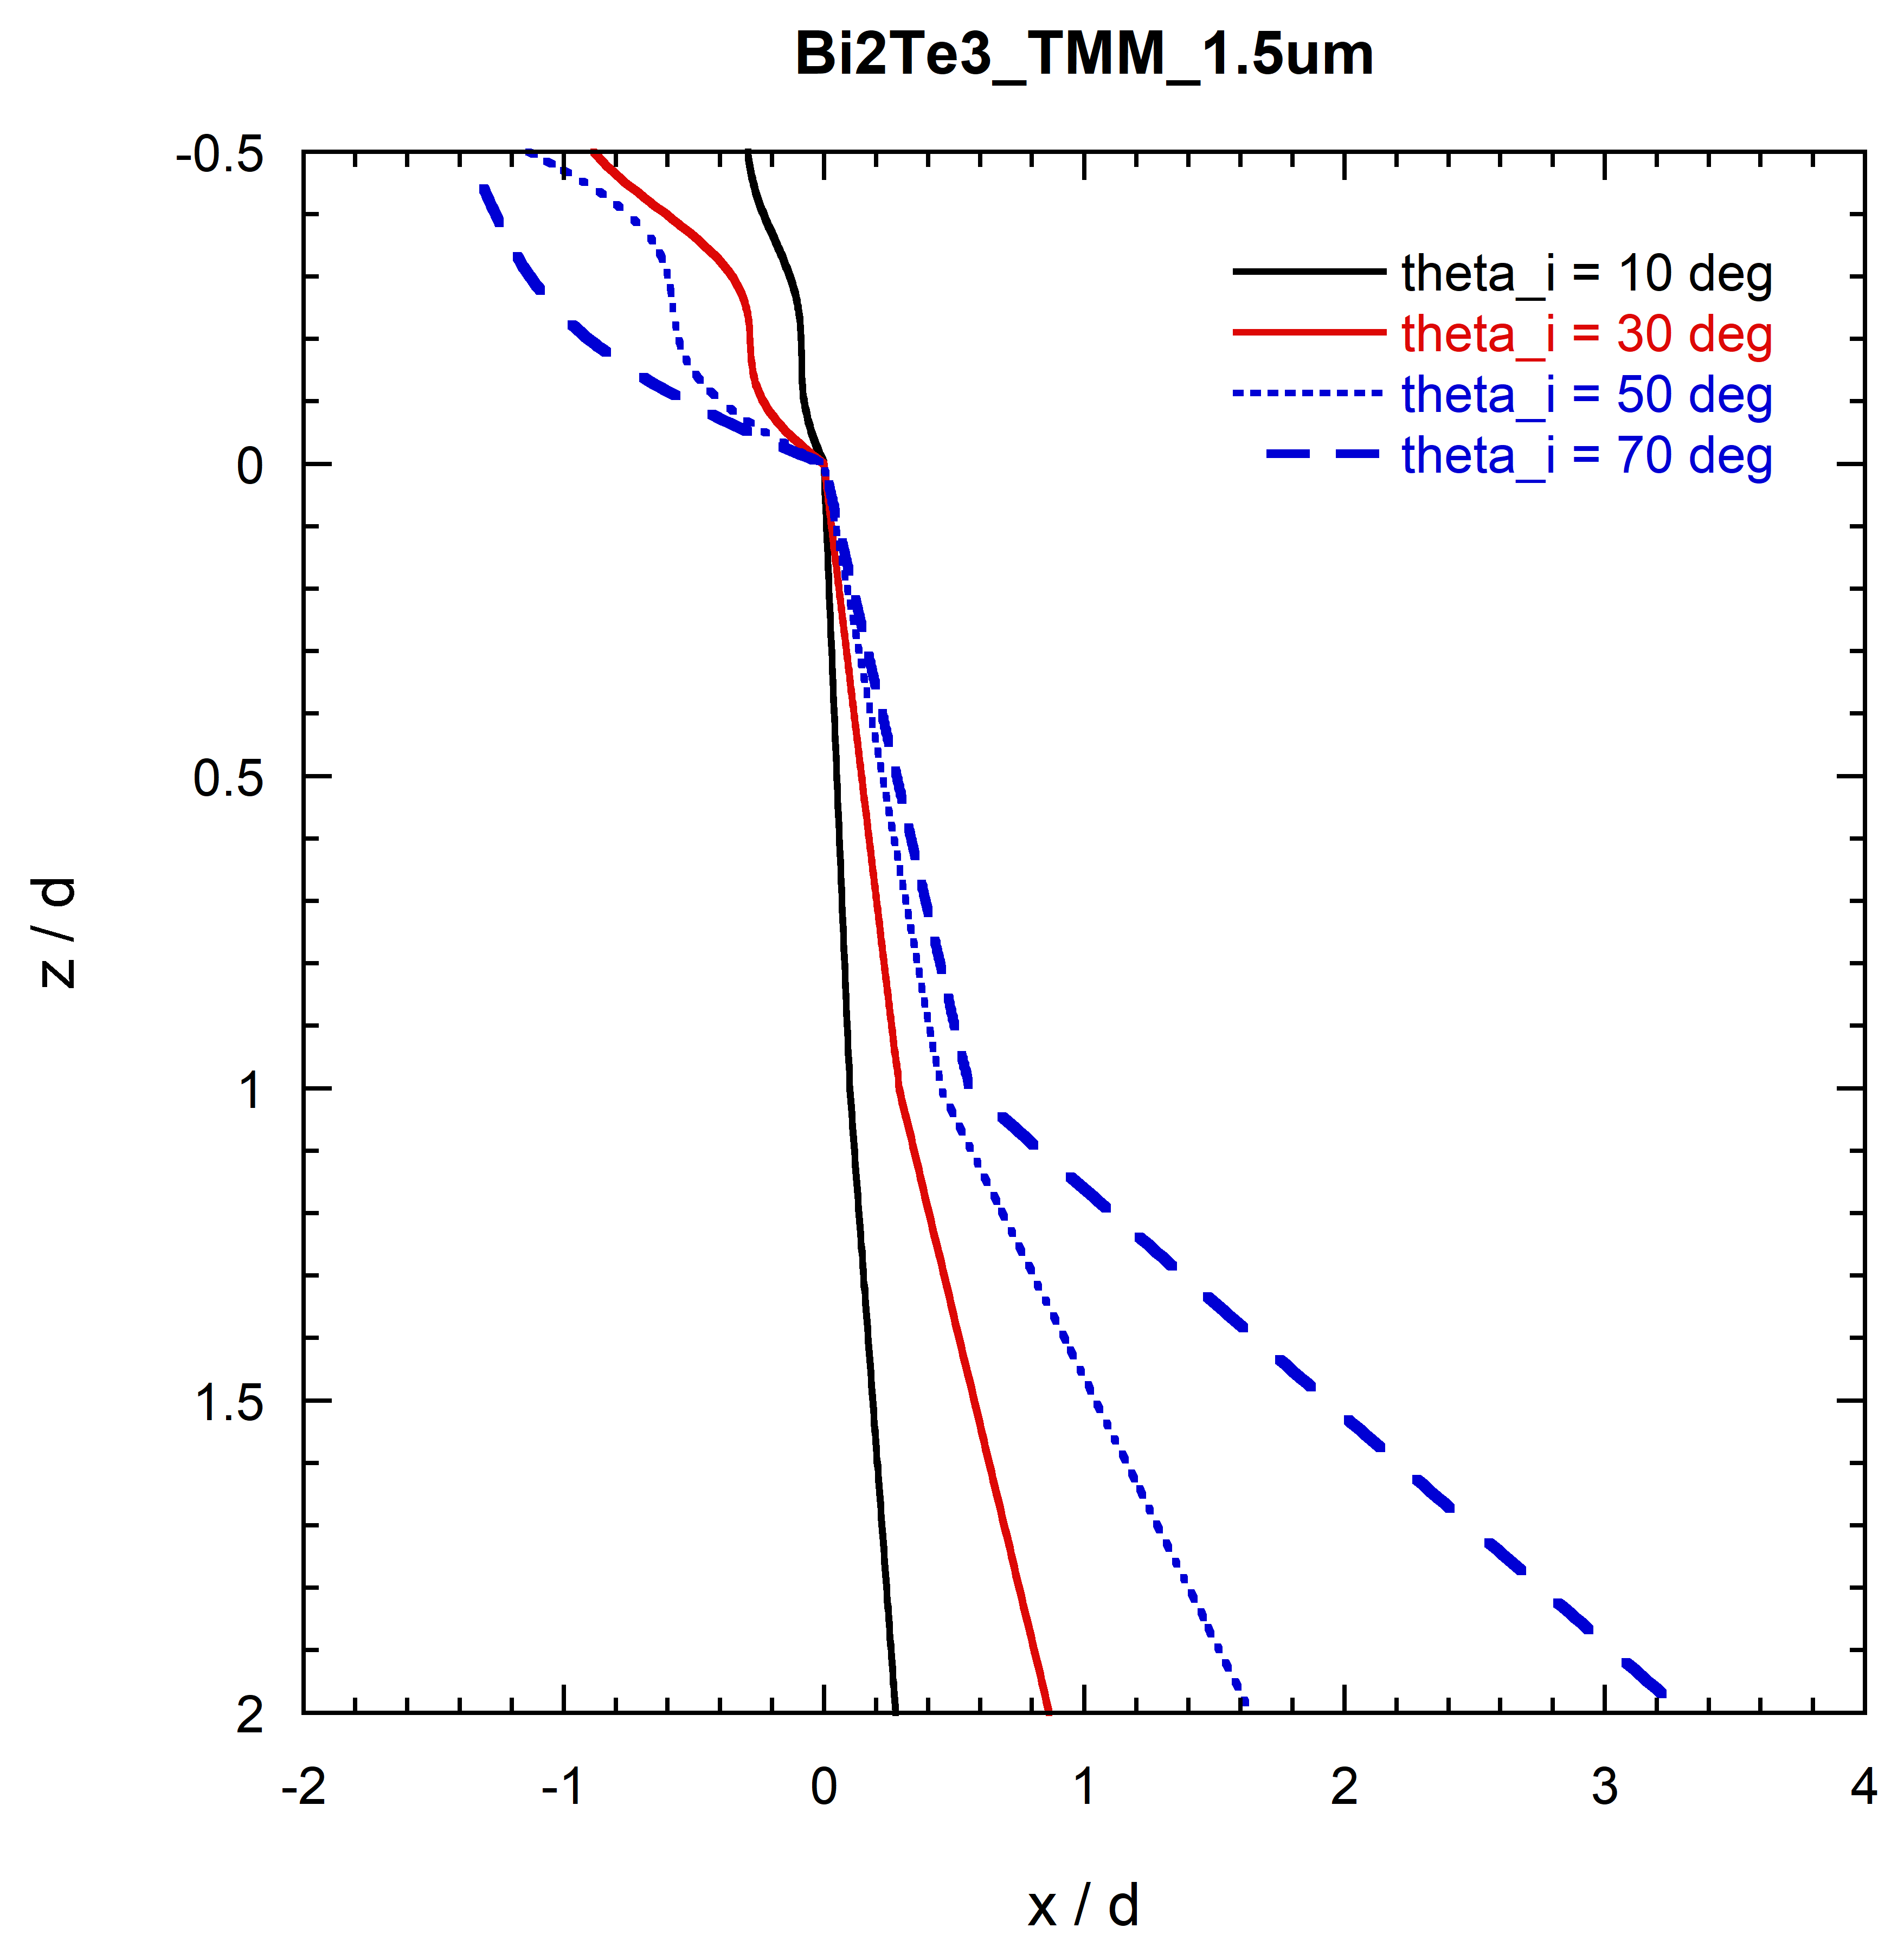 Bi2Te3_TMM_1.5um
-0.5
0
0.5
1
1.5
2
z / d
theta_i = 10 deg
theta_i = 30 deg
theta_i = 50 deg
theta_i = 70 deg
-2 -1 0 1 2 3 4
x / d